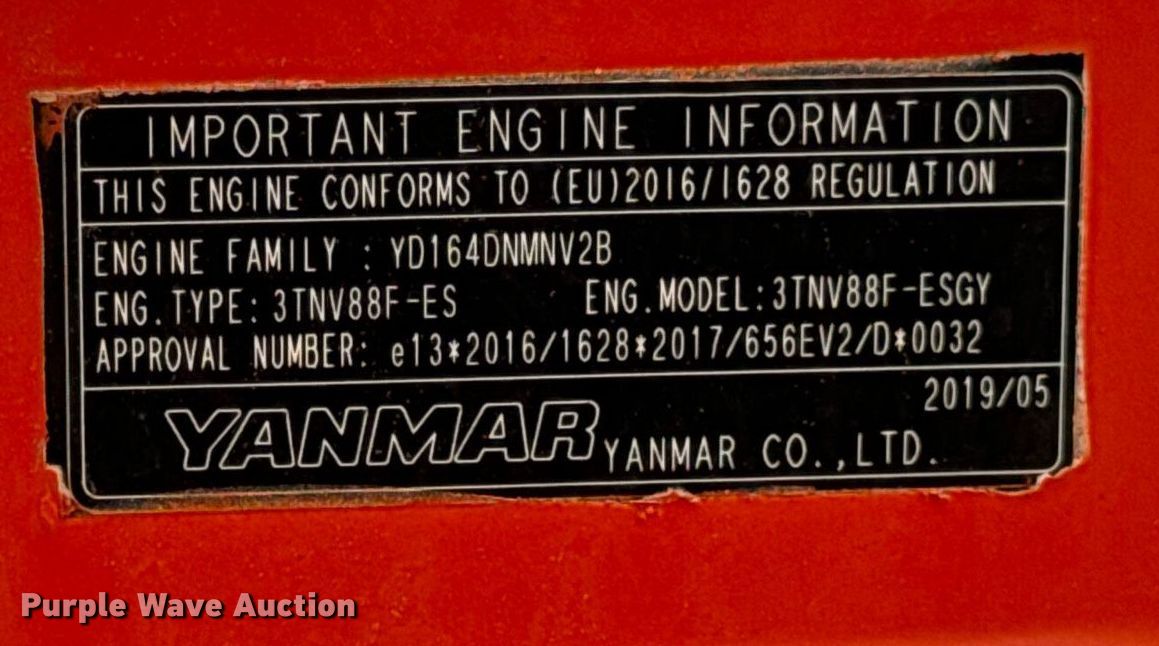 IMPORTANT ENGINE INFORMATION
THIS ENGINE CONFORMS TO (EU)2016/1628 REGULATION
ENGINE FAMILY : YD164DNMNV2B
ENG.TYPE: 3TNV88F-ES ENG.MODEL:3TNV88F-ESGY
APPROVAL NUMBER: e13*2016/1628*2017/656EV2/D*0032
2019/05
YANMAR YANMAR CO.,LTD.
Purple Wave Auction